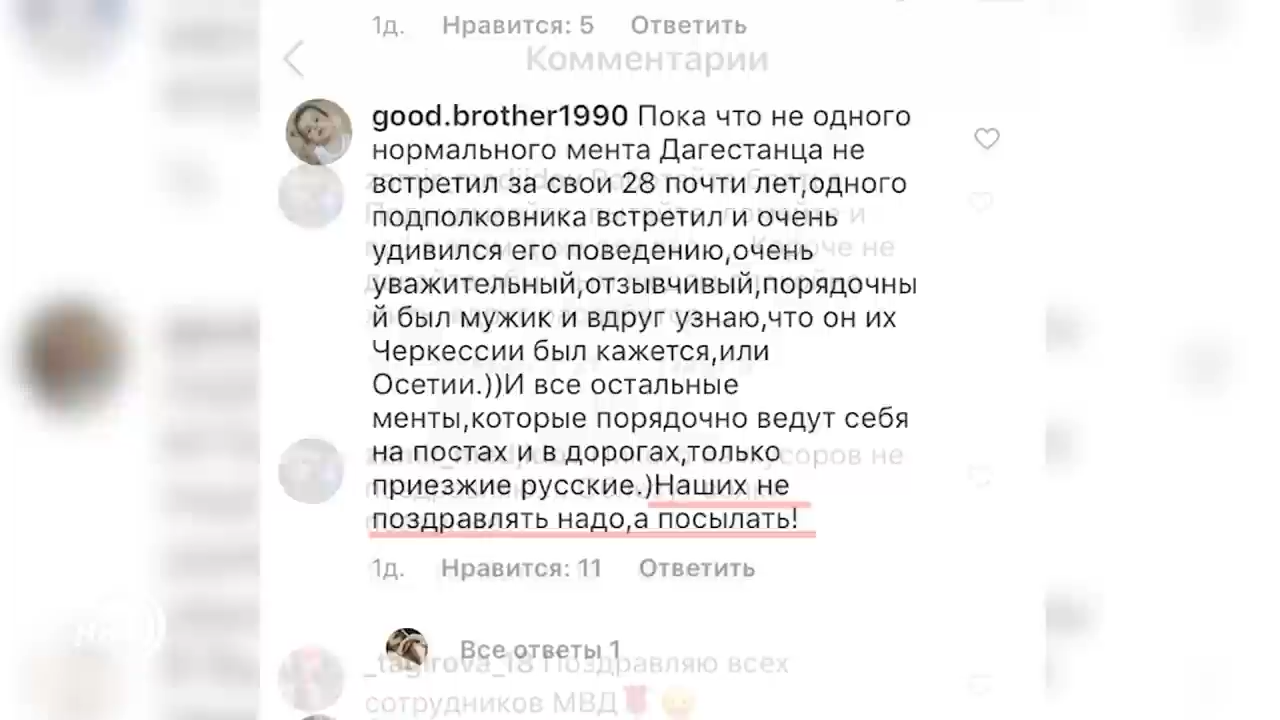 1д. Нравится: 5 Ответить
Комментарии
good.brother1990 Пока что не одного
нормального мента Дагестанца не
встретил за свои 28 почти лет,одного
подполковника встретил и очень
удивился его поведению,очень
уважительный,отзывчивый,порядочны
й был мужик и вдруг узнаю,что он их
Черкессии был кажется,или
Осетии.))И все остальные
менты,которые порядочно ведут себя
на постах и в дорогах,только
приезжие русские.)Наших не
поздравлять надо,а посылать!
1д. Нравится: 11 Ответить
Все ответы 1
_tagirova_18 Поздравляю всех
сотрудников МВД